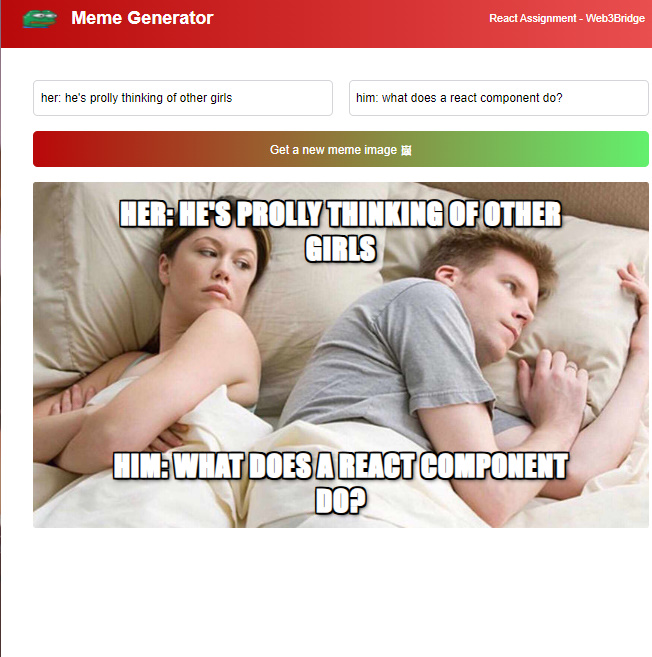 Meme Generator
React Assignment - Web3Bridge
her: he's prolly thinking of other girls
him: what does a react component do?
Get a new meme image 🖼
HER: HE'S PROLLY THINKING OF OTHER
GIRLS
HIM: WHAT DOES A REACT COMPONENT
DO?